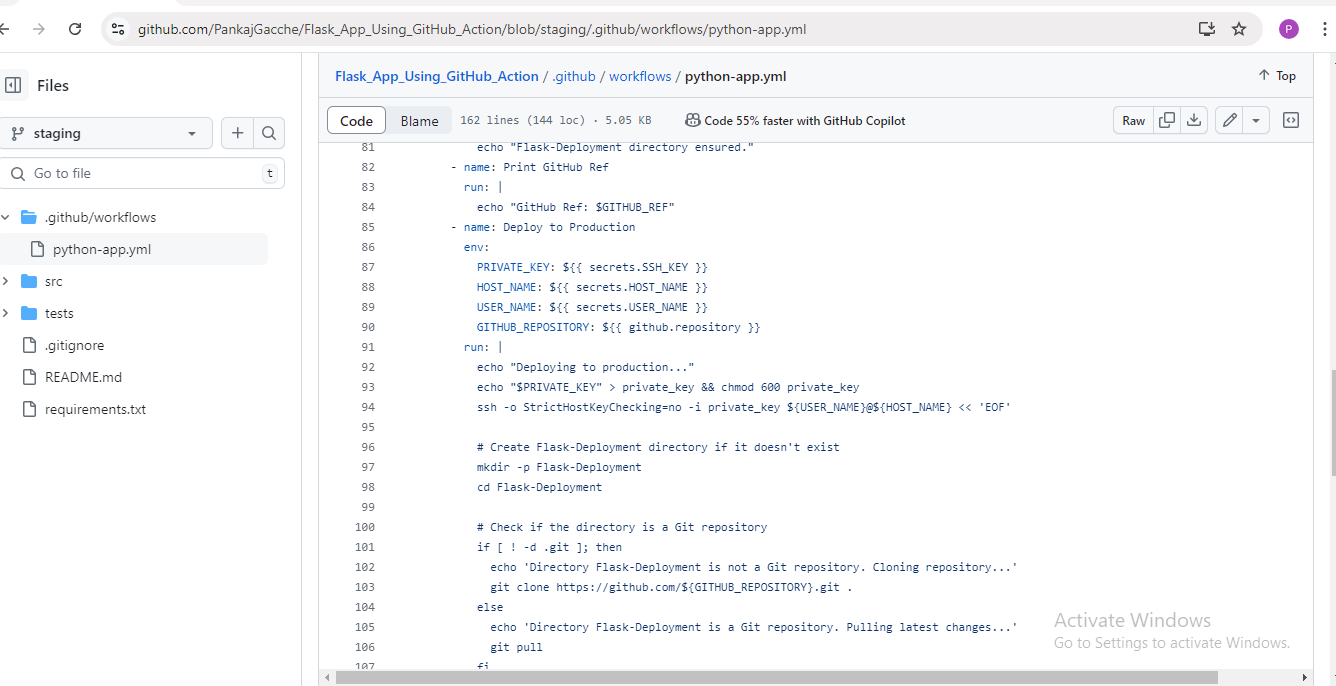 github.com/PankajGacche/Flask_App_Using_GitHub_Action/blob/staging/.github/workflows/python-app.yml
P
Files
staging
Go to file
t
.github/workflows
python-app.yml
src
tests
.gitignore
README.md
requirements.txt
Flask_App_Using_GitHub_Action / .github / workflows / python-app.yml
Top
Code
Blame
162 lines (144 loc) · 5.05 KB
Code 55% faster with GitHub Copilot
Raw
81 echo "Flask-Deployment directory ensured."
82 - name: Print GitHub Ref
83 run: |
84 echo "GitHub Ref: $GITHUB_REF"
85 - name: Deploy to Production
86 env:
87 PRIVATE_KEY: ${{ secrets.SSH_KEY }}
88 HOST_NAME: ${{ secrets.HOST_NAME }}
89 USER_NAME: ${{ secrets.USER_NAME }}
90 GITHUB_REPOSITORY: ${{ github.repository }}
91 run: |
92 echo "Deploying to production..."
93 echo "$PRIVATE_KEY" > private_key && chmod 600 private_key
94 ssh -o StrictHostKeyChecking=no -i private_key ${USER_NAME}@${HOST_NAME} << 'EOF'
95
96 # Create Flask-Deployment directory if it doesn't exist
97 mkdir -p Flask-Deployment
98 cd Flask-Deployment
99
100 # Check if the directory is a Git repository
101 if [ ! -d .git ]; then
102 echo 'Directory Flask-Deployment is not a Git repository. Cloning repository...'
103 git clone https://github.com/${GITHUB_REPOSITORY}.git .
104 else
105 echo 'Directory Flask-Deployment is a Git repository. Pulling latest changes...'
106 git pull
107 fi
Activate Windows
Go to Settings to activate Windows.